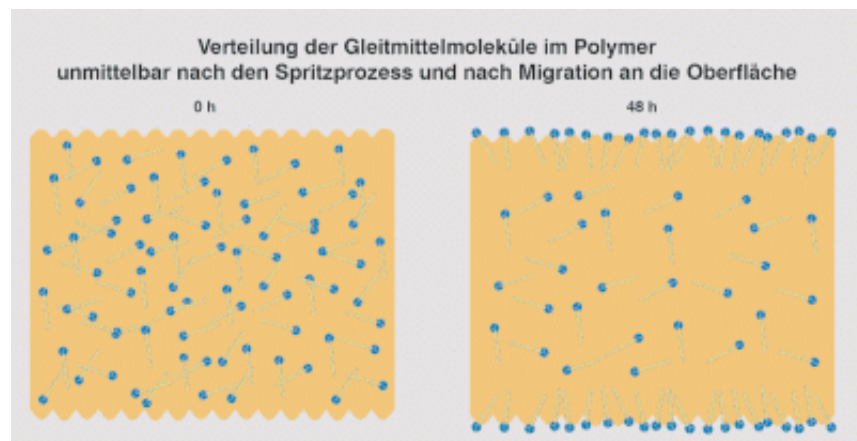 Verteilung der Gleitmittelmoleküle im Polymer
unmittelbar nach den Spritzprozess und nach Migration an die Oberfläche
0 h
48 h